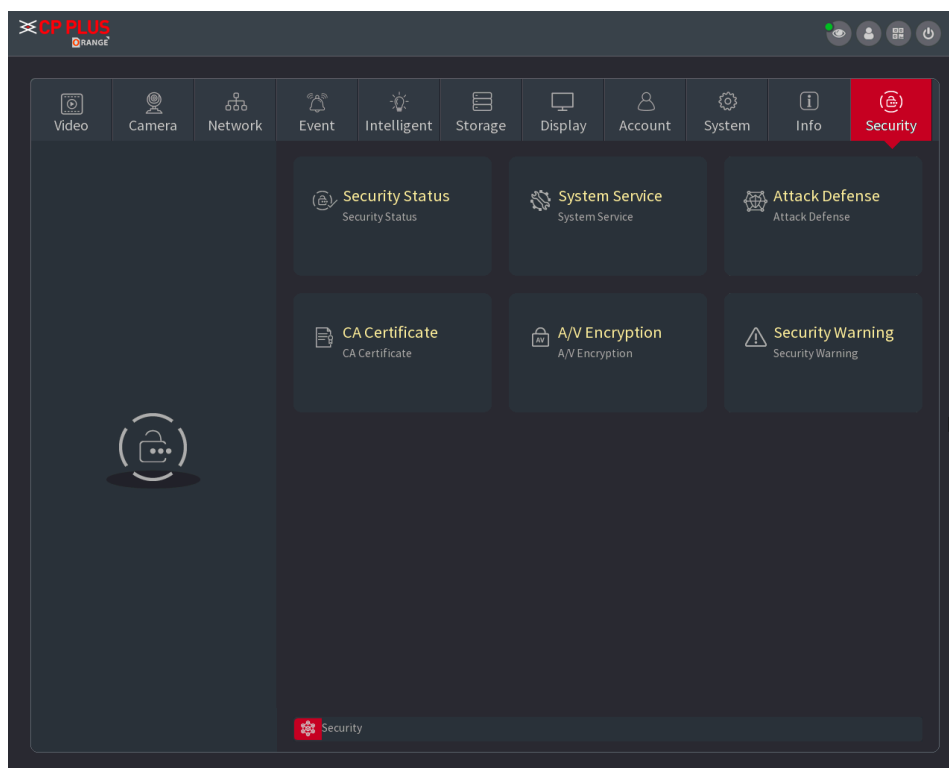 CP PLUS
ORANGE
Video Camera Network Event Intelligent Storage Display Account System Info Security
Security Status System Service Attack Defense
Security Status System Service Attack Defense
CA Certificate A/V Encryption Security Warning
AV
CA Certificate A/V Encryption Security Warning
Security